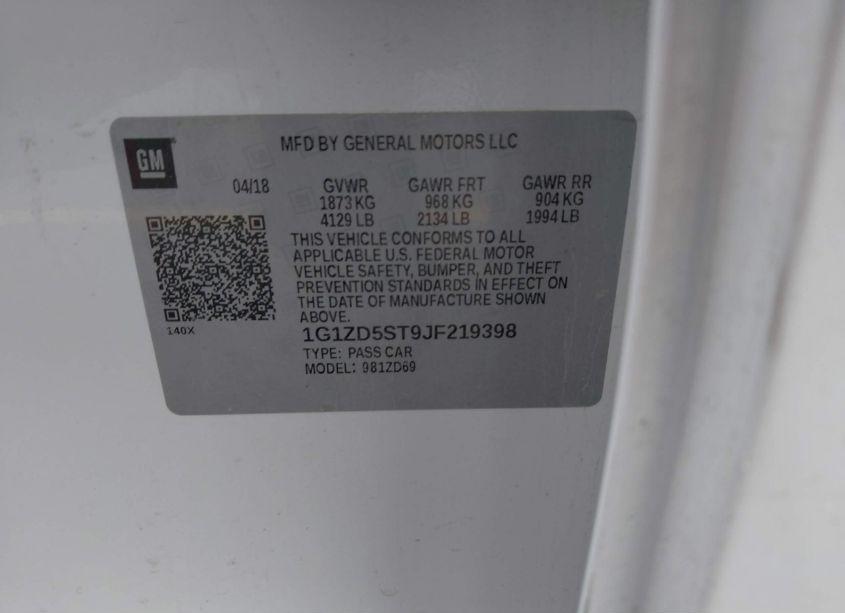 GM
MFD BY GENERAL MOTORS LLC
04/18 GVWR GAWR FRT GAWR RR
1873 KG 968 KG 904 KG
4129 LB 2134 LB 1994 LB
THIS VEHICLE CONFORMS TO ALL
APPLICABLE U.S. FEDERAL MOTOR
VEHICLE SAFETY, BUMPER, AND THEFT
PREVENTION STANDARDS IN EFFECT ON
THE DATE OF MANUFACTURE SHOWN
ABOVE.
140X
1G1ZD5ST9JF219398
TYPE: PASS CAR
MODEL: 981ZD69